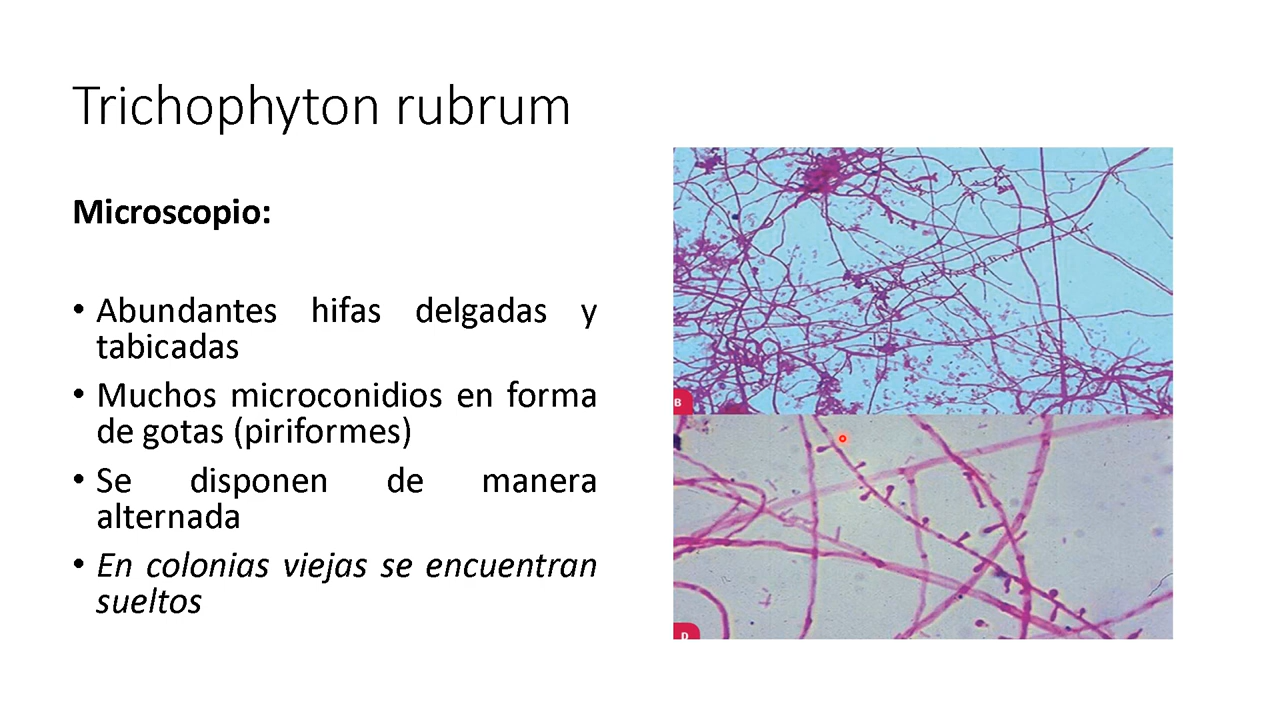 Trichophyton rubrum
Microscopio:
• Abundantes hifas delgadas y
tabicadas
• Muchos microconidios en forma
de gotas (piriformes)
• Se disponen de manera
alternada
• En colonias viejas se encuentran
sueltos
B
D